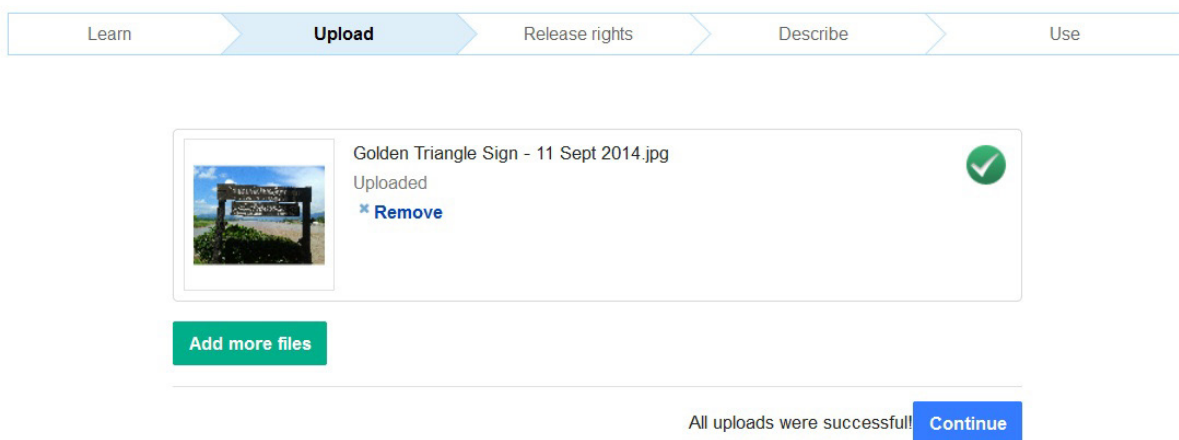 Learn Upload Release rights Describe Use
Golden Triangle Sign - 11 Sept 2014.jpg
Uploaded
Remove
Add more files
All uploads were successful! Continue